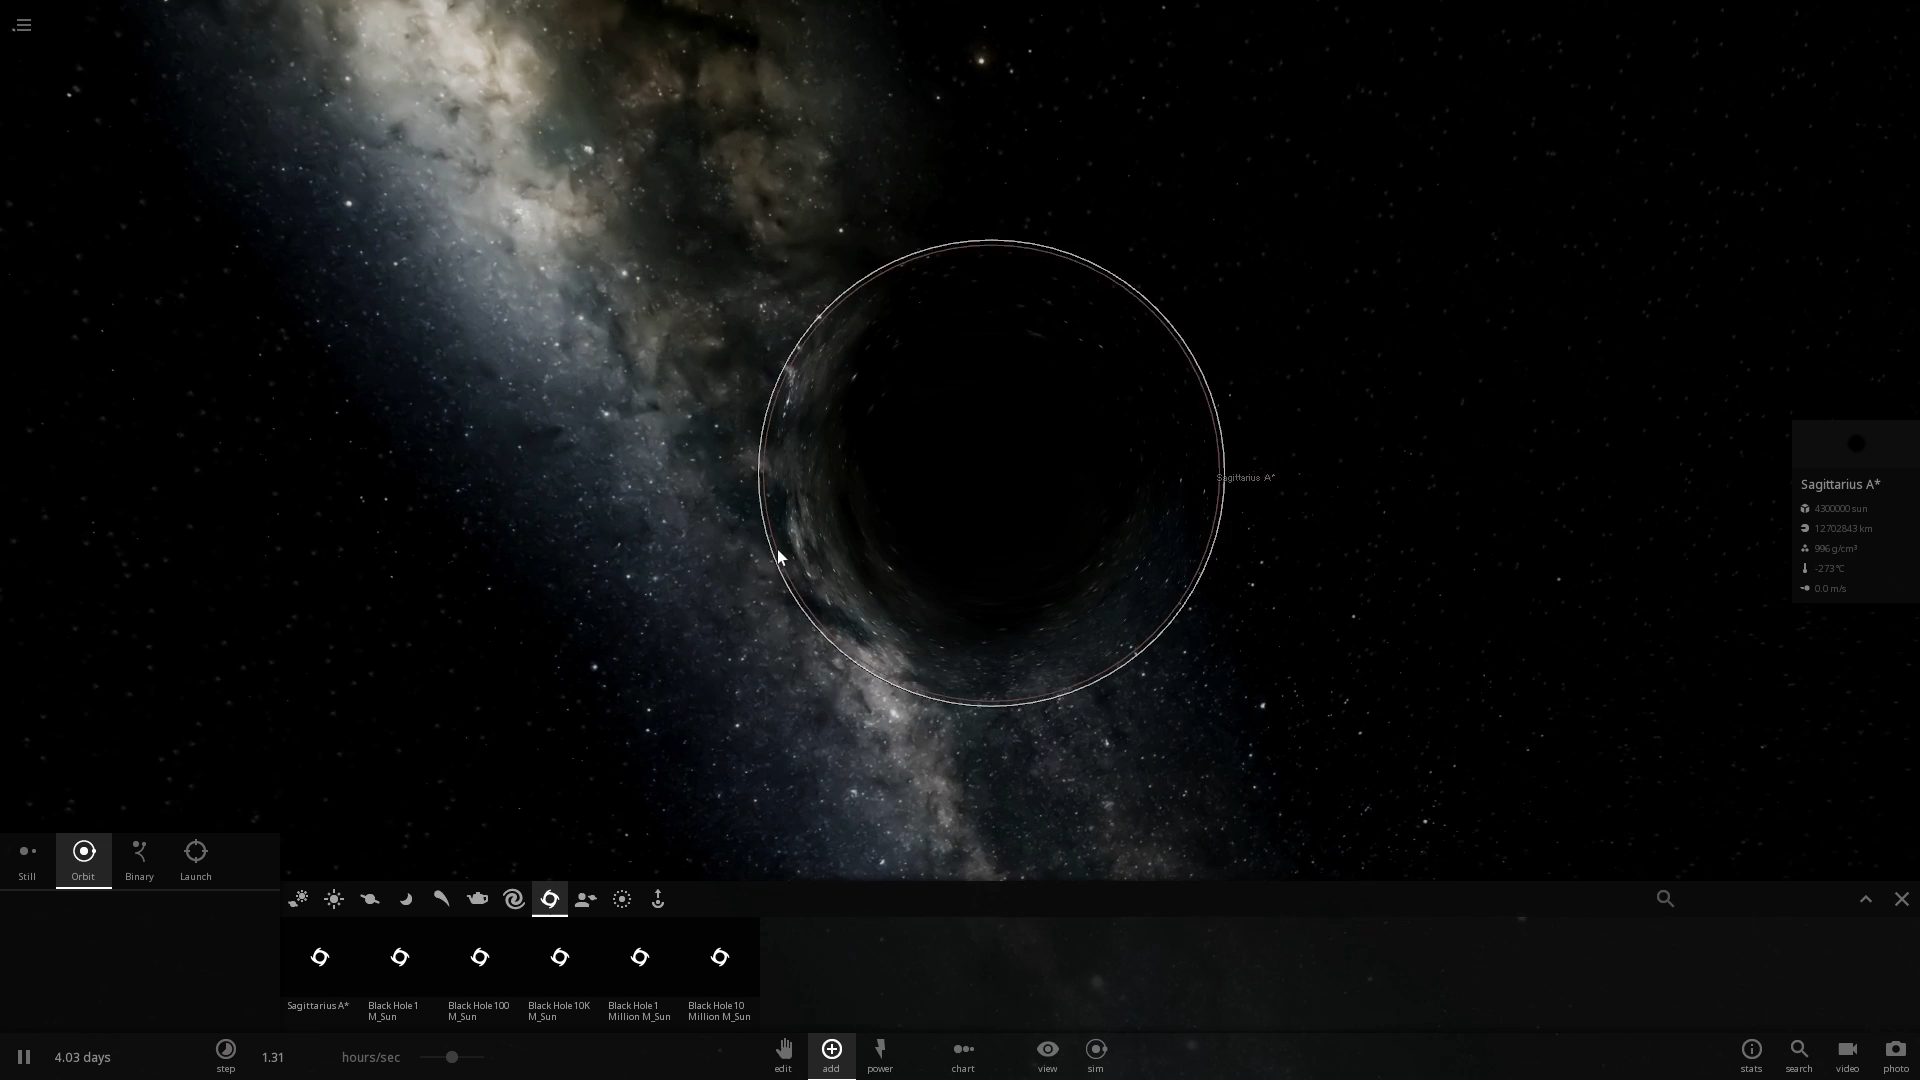 Sagittarius A*
Sagittarius A*
4300000 sun
12702843 km
996 g/cm³
-273°C
0.0 m/s
Still
Orbit
Binary
Launch
Sagittarius A*
Black Hole 1
M_Sun
Black Hole 100
M_Sun
Black Hole 10K
M_Sun
Black Hole 1
Million M_Sun
Black Hole 10
Million M_Sun
4.03 days
step
1.31
hours/sec
edit
add
power
chart
view
sim
stats
search
video
photo